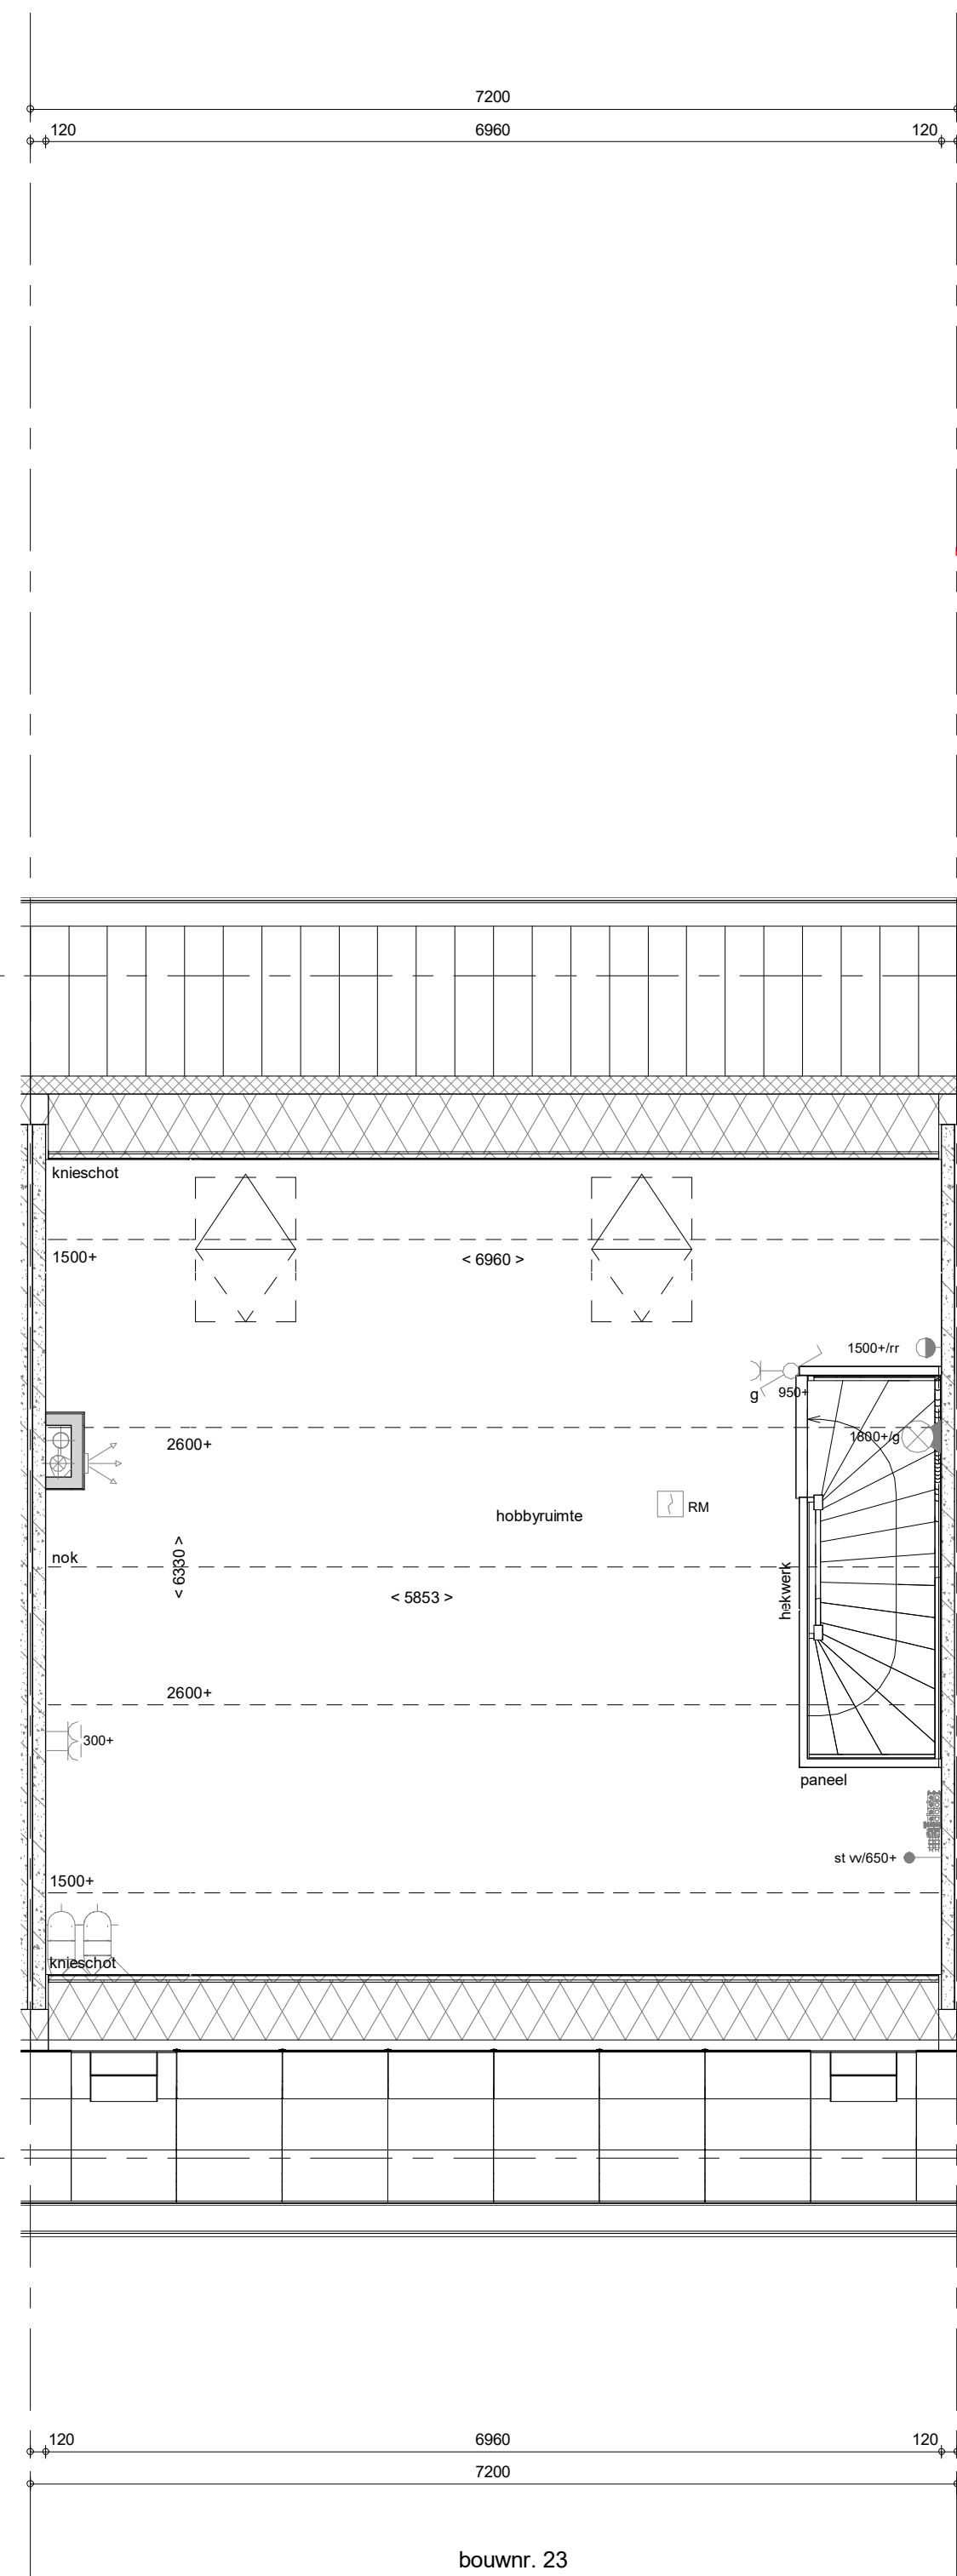 7200
120 6960 120
knieschot
1500+ < 6960 >
1500+/rr
g 950+
1800+/g
2600+
RM
hobbyruimte
nok
< 6330 >
hekwerk
< 5853 >
2600+
300+
paneel
st vv/650+
1500+
knieschot
120 6960 120
7200
bouwnr. 23